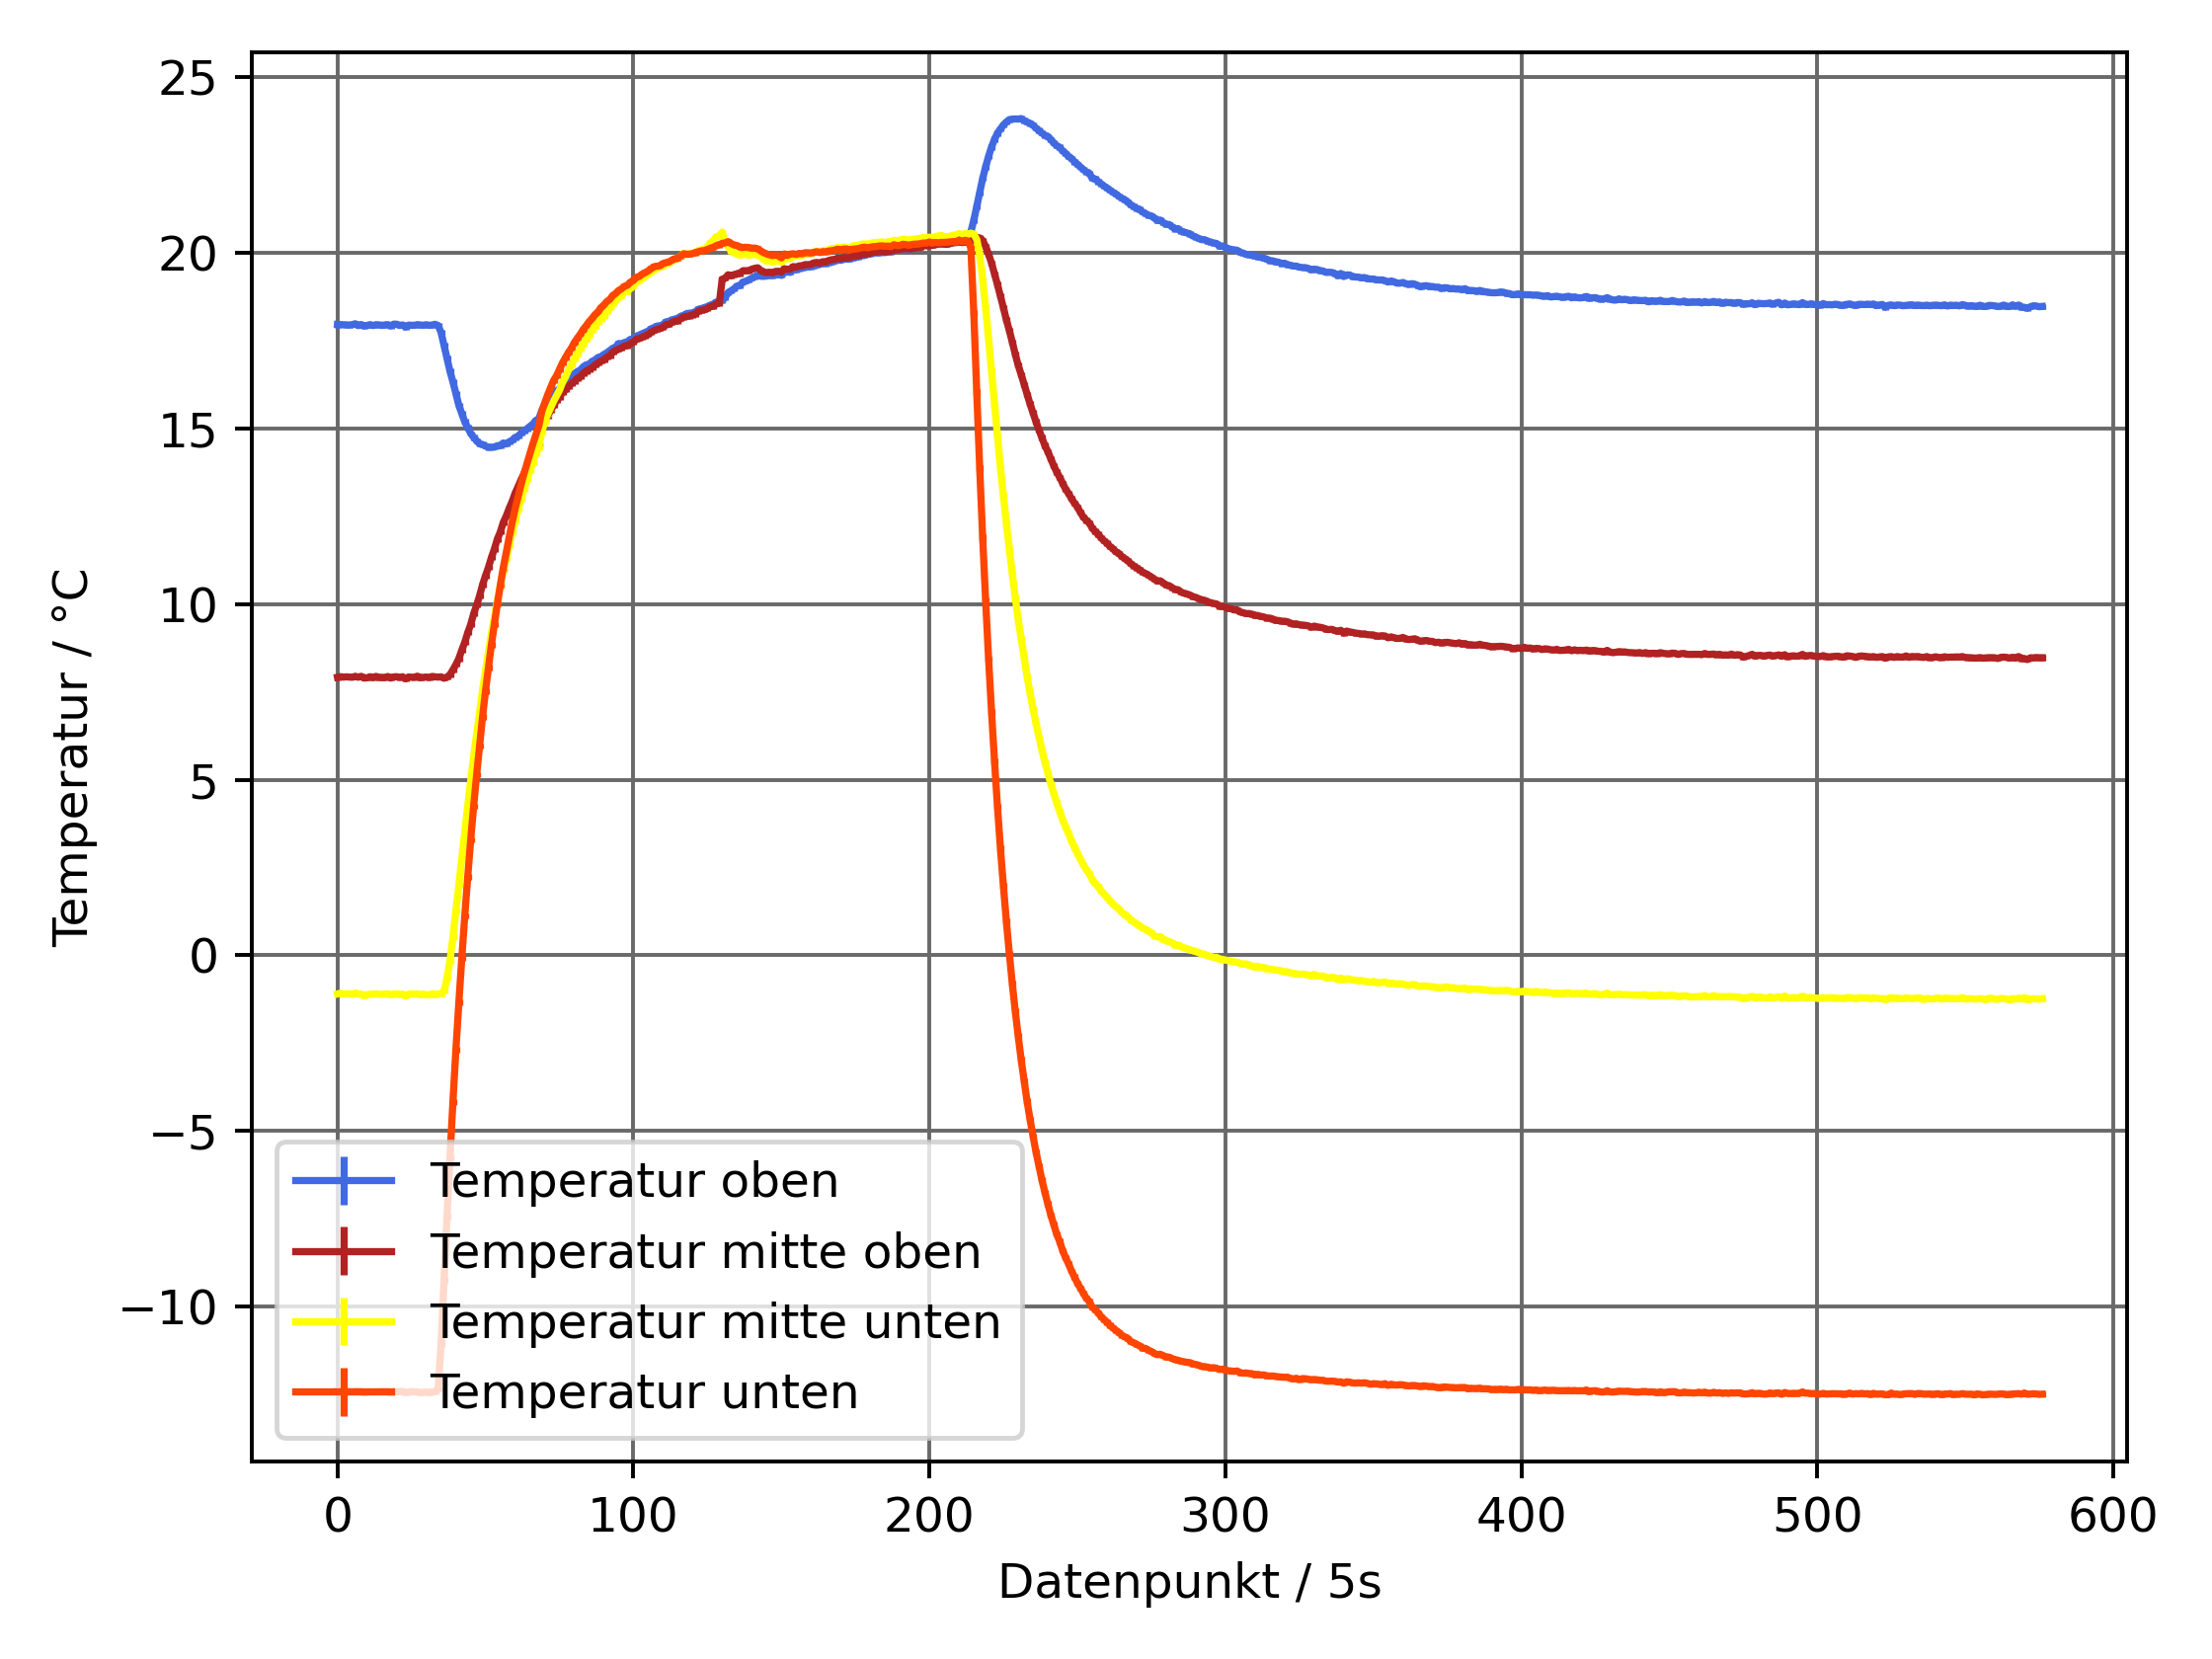 25
20
15
10
5
0
−5
−10
Temperatur / °C
Temperatur oben
Temperatur mitte oben
Temperatur mitte unten
Temperatur unten
0 100 200 300 400 500 600
Datenpunkt / 5s